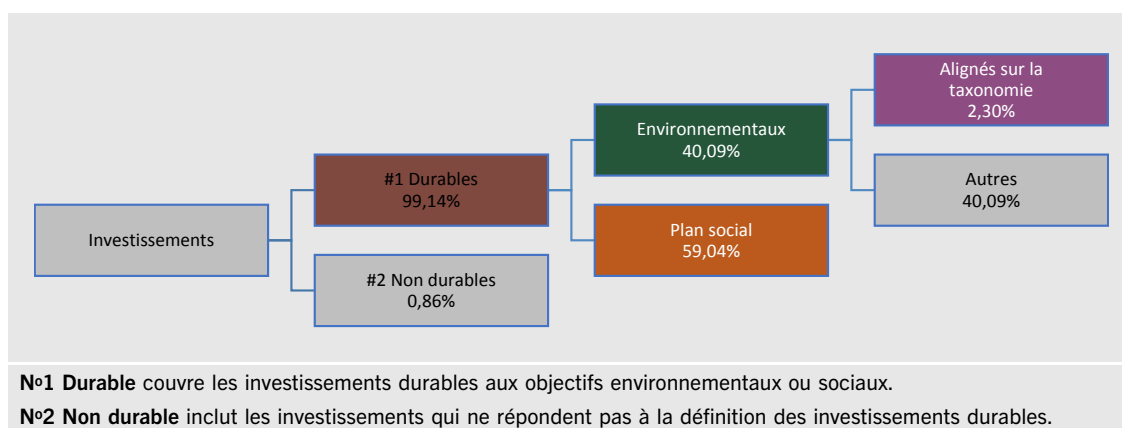 Investissements
#1 Durables
99,14%
#2 Non durables
0,86%
Environnementaux
40,09%
Plan social
59,04%
Alignés sur la
taxonomie
2,30%
Autres
40,09%
Nº1 Durable couvre les investissements durables aux objectifs environnementaux ou sociaux.
Nº2 Non durable inclut les investissements qui ne répondent pas à la définition des investissements durables.